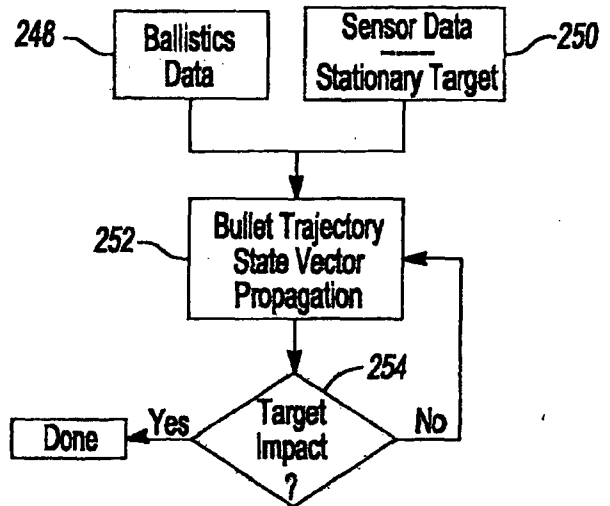 248
Ballistics
Data
Sensor Data
Stationary Target
250
252
Bullet Trajectory
State Vector
Propagation
254
Target
Impact
?
Yes
No
Done